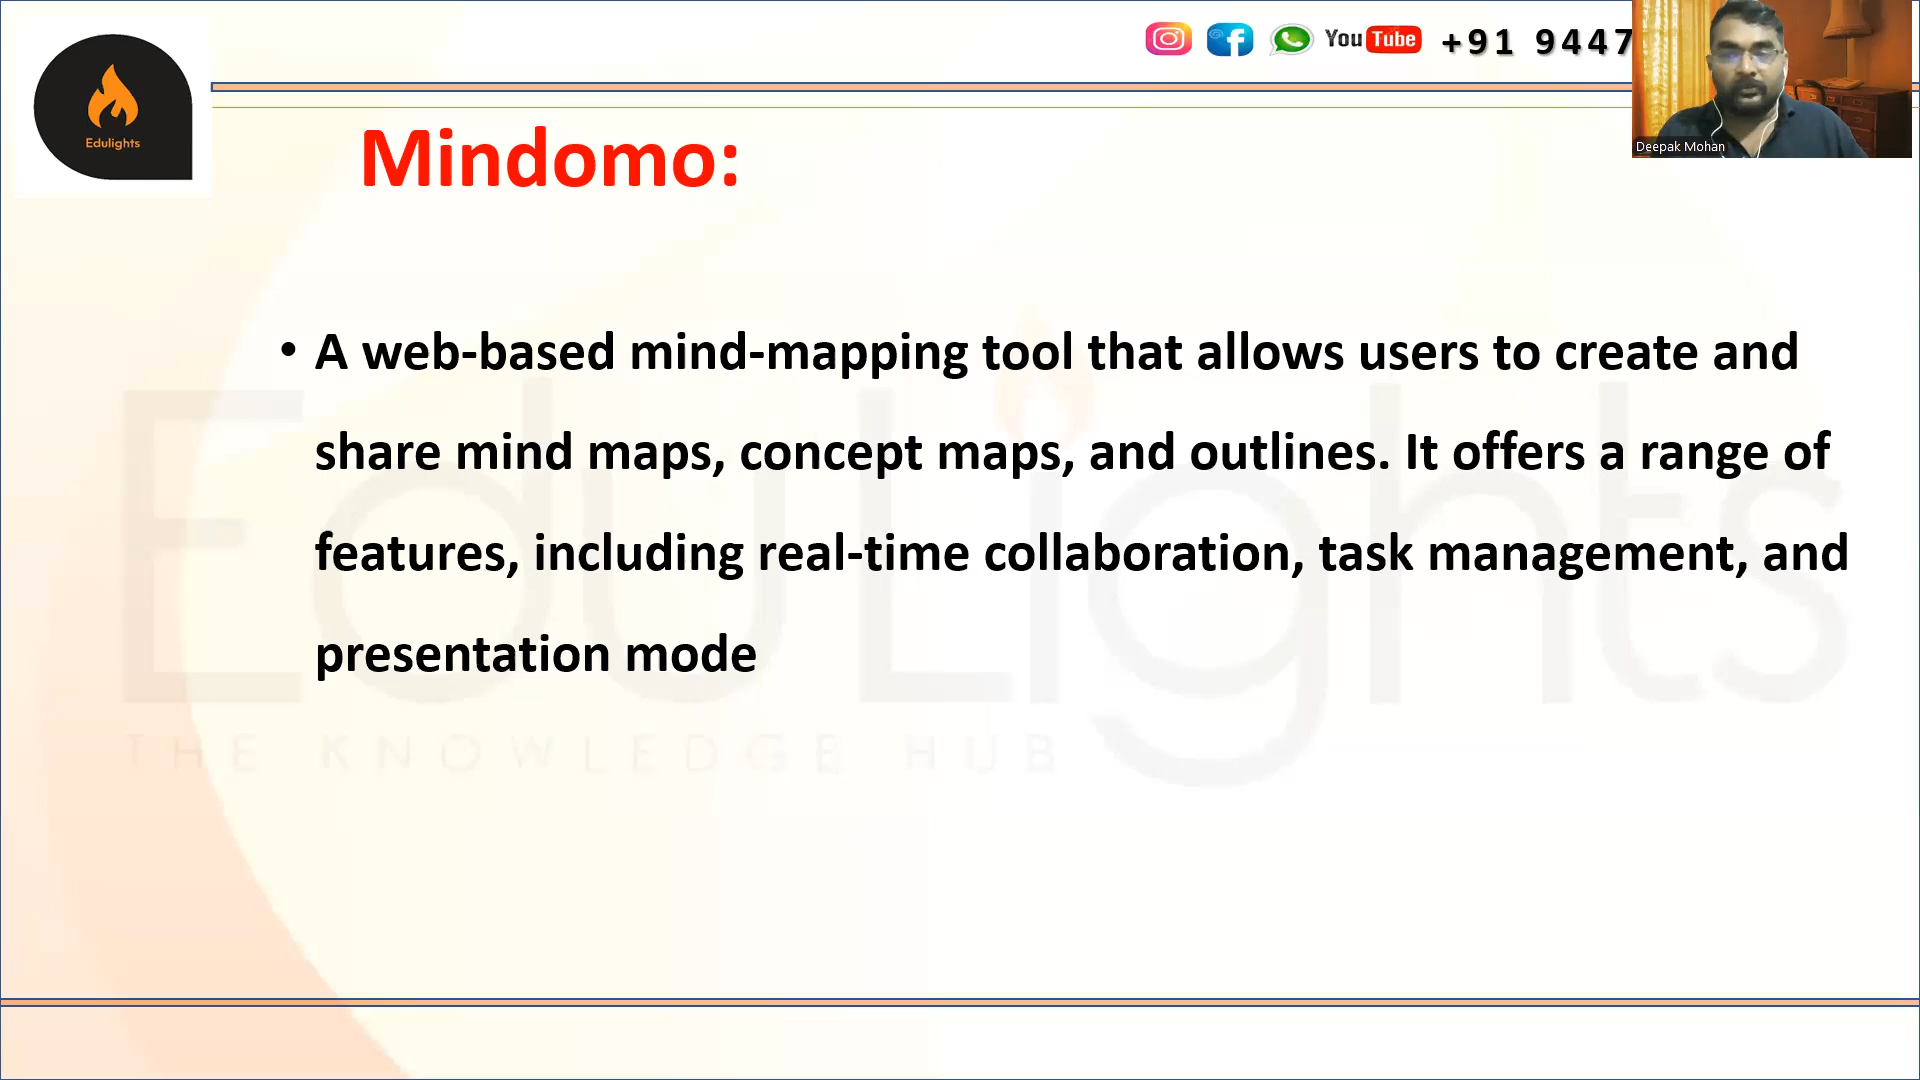 Edulights
You Tube +91 9447
Deepak Mohan
Mindomo:
• A web-based mind-mapping tool that allows users to create and
share mind maps, concept maps, and outlines. It offers a range of
features, including real-time collaboration, task management, and
presentation mode
EduLights
THE KNOWLEDGE HUB